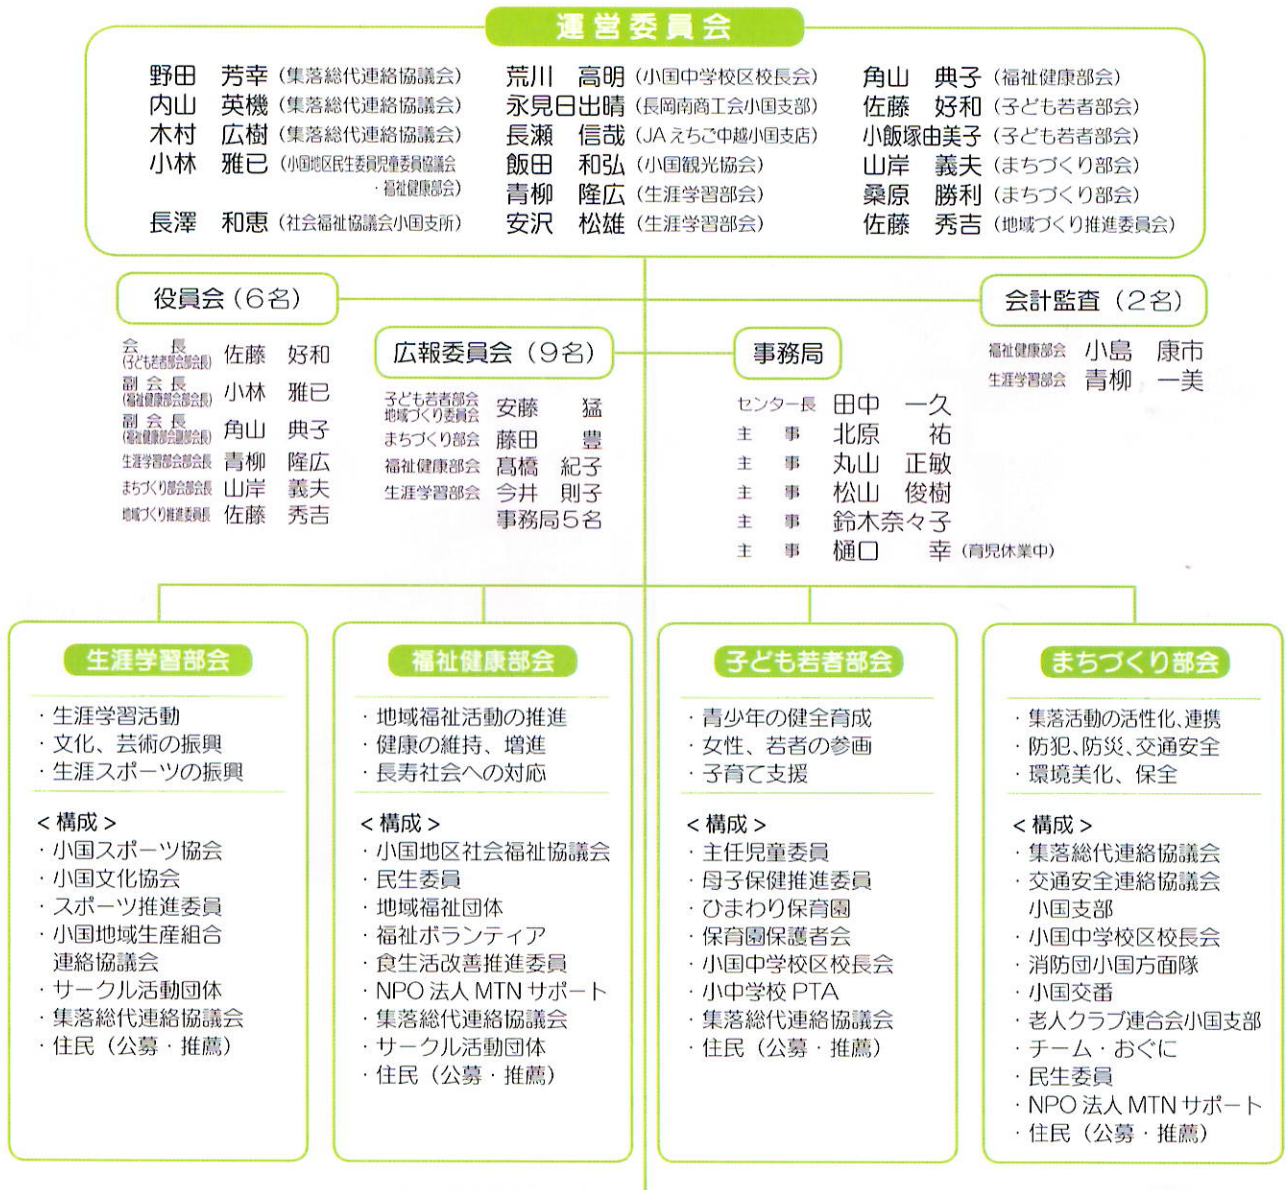 運営委員会
野田 芳幸 (集落総代連絡協議会)
内山 英機 (集落総代連絡協議会)
木村 広樹 (集落総代連絡協議会)
小林 雅已 (小国地区民生委員児童委員協議会
・福祉健康部会)
長澤 和恵 (社会福祉協議会小国支所)
荒川 高明 (小国中学校区校長会)
永見日出晴 (長岡南商工会小国支部)
長瀬 信哉 (JAえちご中越小国支店)
飯田 和弘 (小国観光協会)
青柳 隆広 (生涯学習部会)
安沢 松雄 (生涯学習部会)
角山 典子 (福祉健康部会)
佐藤 好和 (子ども若者部会)
小飯塚由美子 (子ども若者部会)
山岸 義夫 (まちづくり部会)
桑原 勝利 (まちづくり部会)
佐藤 秀吉 (地域づくり推進委員会)
役員会(6名)
会長
(子ども若者部会部会長) 佐藤 好和
副会長
(福祉健康部会部会長) 小林 雅已
副会長
(福祉健康部会副部会長) 角山 典子
生涯学習部会部会長 青柳 隆広
まちづくり部会部会長 山岸 義夫
地域づくり推進委員長 佐藤 秀吉
広報委員会(9名)
子ども若者部会
地域づくり委員会 安藤 猛
まちづくり部会 藤田 豊
福祉健康部会 髙橋 紀子
生涯学習部会 今井 則子
事務局5名
事務局
センター長 田中 一久
主事 北原 祐
主事 丸山 正敏
主事 松山 俊樹
主事 鈴木奈々子
主事 樋口 幸 (育児休業中)
会計監査(2名)
福祉健康部会 小島 康市
生涯学習部会 青柳 一美
生涯学習部会
・生涯学習活動
・文化、芸術の振興
・生涯スポーツの振興
<構成>
・小国スポーツ協会
・小国文化協会
・スポーツ推進委員
・小国地域生産組合
連絡協議会
・サークル活動団体
・集落総代連絡協議会
・住民(公募・推薦)
福祉健康部会
・地域福祉活動の推進
・健康の維持、増進
・長寿社会への対応
<構成>
・小国地区社会福祉協議会
・民生委員
・地域福祉団体
・福祉ボランティア
・食生活改善推進委員
・NPO法人MTNサポート
・集落総代連絡協議会
・サークル活動団体
・住民(公募・推薦)
子ども若者部会
・青少年の健全育成
・女性、若者の参画
・子育て支援
<構成>
・主任児童委員
・母子保健推進委員
・ひまわり保育園
・保育園保護者会
・小国中学校区校長会
・小中学校PTA
・集落総代連絡協議会
・住民(公募・推薦)
まちづくり部会
・集落活動の活性化、連携
・防犯、防災、交通安全
・環境美化、保全
<構成>
・集落総代連絡協議会
・交通安全連絡協議会
小国支部
・小国中学校区校長会
・消防団小国方面隊
・小国交番
・老人クラブ連合会小国支部
・チーム・おぐに
・民生委員
・NPO法人MTNサポート
・住民(公募・推薦)